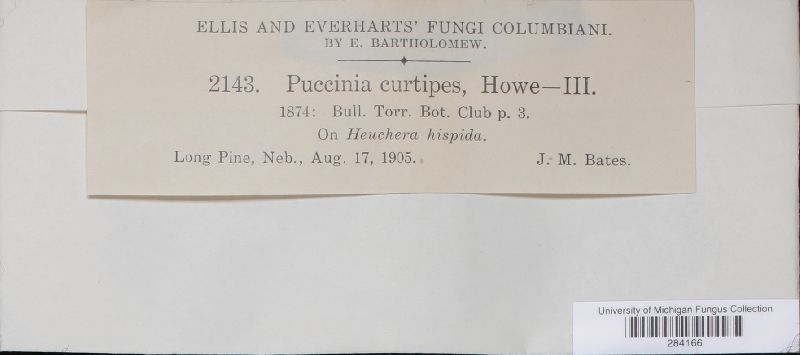 ELLIS AND EVERHARTS' FUNGI COLUMBIANI.
BY E. BARTHOLOMEW.
2143. Puccinia curtipes, Howe—III.
1874: Bull. Torr. Bot. Club p. 3.
On Heuchera hispida.
Long Pine, Neb., Aug. 17, 1905. J. M. Bates.
University of Michigan Fungus Collection
284166